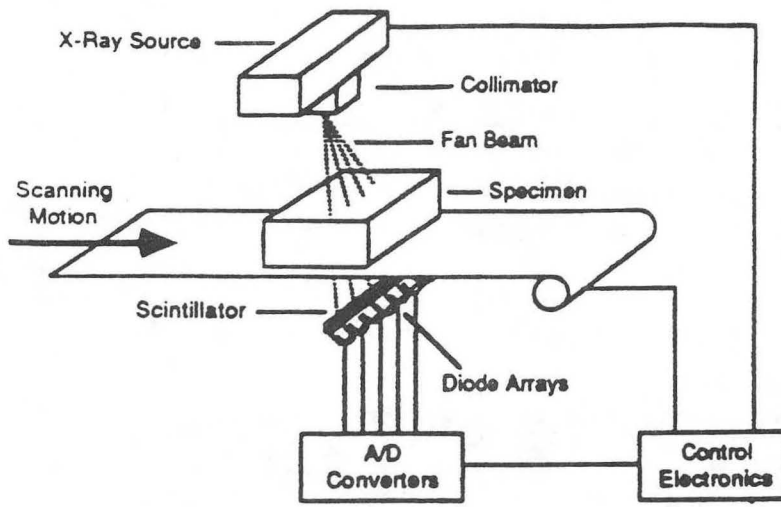 X-Ray Source
Collimator
Fan Beam
Specimen
Scanning
Motion
Scintillator
Diode Arrays
A/D
Converters
Control
Electronics